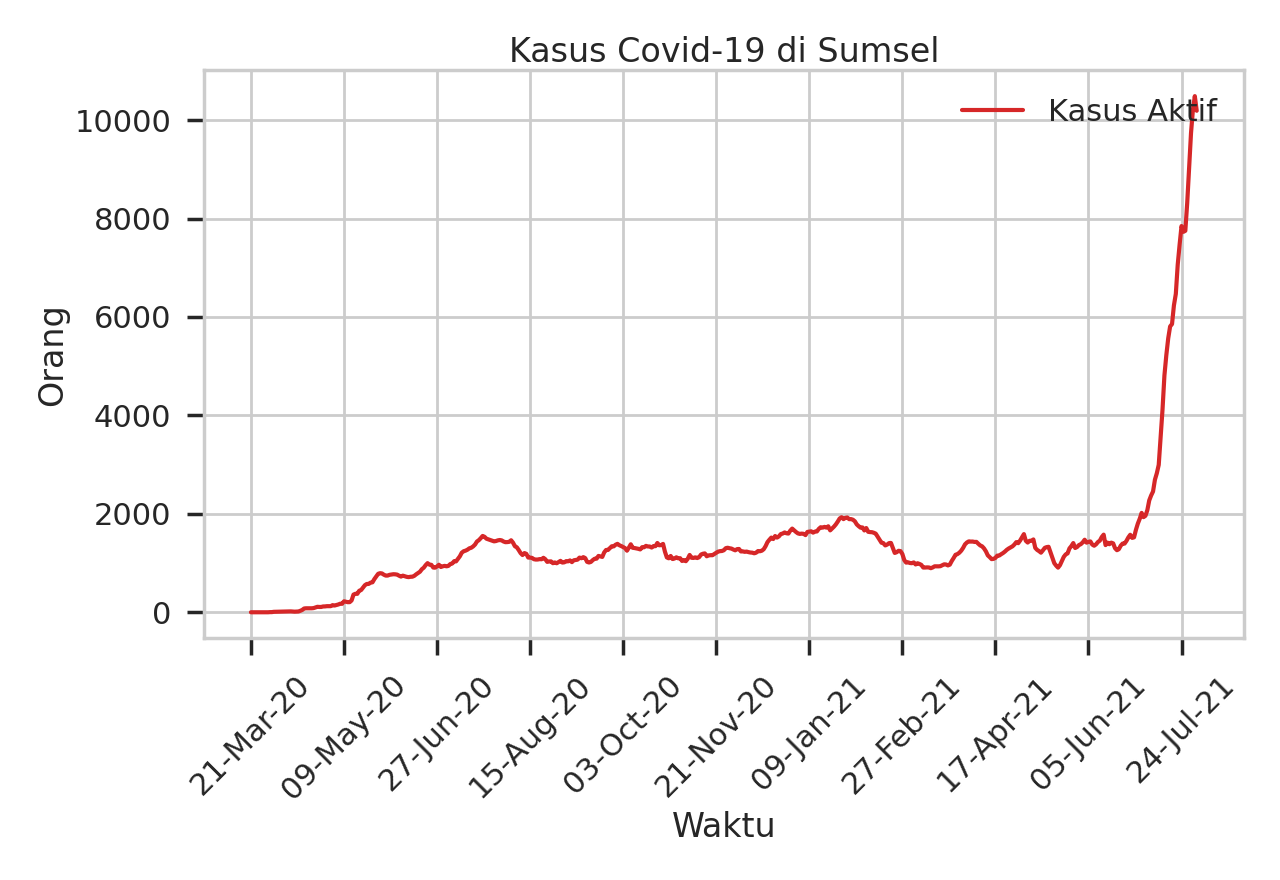 Kasus Covid-19 di Sumsel
Kasus Aktif
10000
8000
6000
4000
2000
0
Orang
21-Mar-20
09-May-20
27-Jun-20
15-Aug-20
03-Oct-20
21-Nov-20
09-Jan-21
27-Feb-21
17-Apr-21
05-Jun-21
24-Jul-21
Waktu